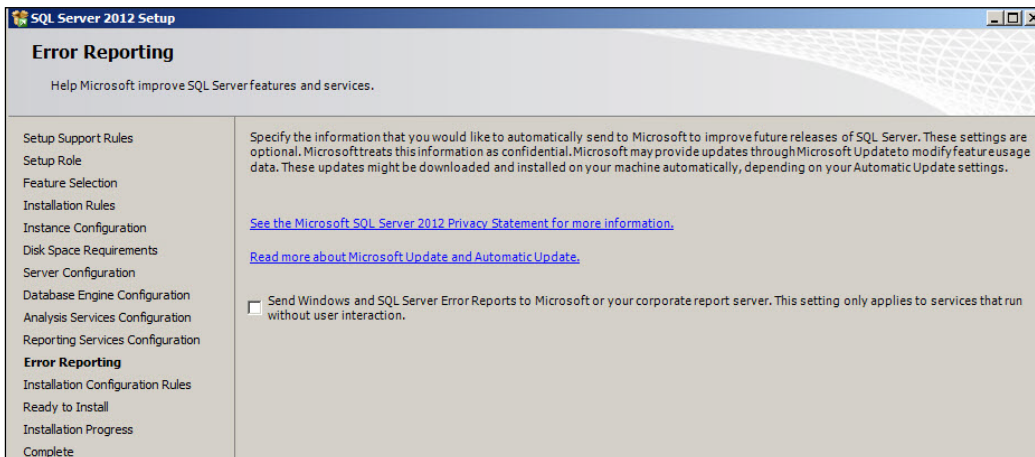 SQL Server 2012 Setup
Error Reporting
Help Microsoft improve SQL Server features and services.
Setup Support Rules
Setup Role
Feature Selection
Installation Rules
Instance Configuration
Disk Space Requirements
Server Configuration
Database Engine Configuration
Analysis Services Configuration
Reporting Services Configuration
Error Reporting
Installation Configuration Rules
Ready to Install
Installation Progress
Complete
Specify the information that you would like to automatically send to Microsoft to improve future releases of SQL Server. These settings are
optional. Microsoft treats this information as confidential. Microsoft may provide updates through Microsoft Update to modify feature usage
data. These updates might be downloaded and installed on your machine automatically, depending on your Automatic Update settings.
See the Microsoft SQL Server 2012 Privacy Statement for more information.
Read more about Microsoft Update and Automatic Update.
Send Windows and SQL Server Error Reports to Microsoft or your corporate report server. This setting only applies to services that run
without user interaction.